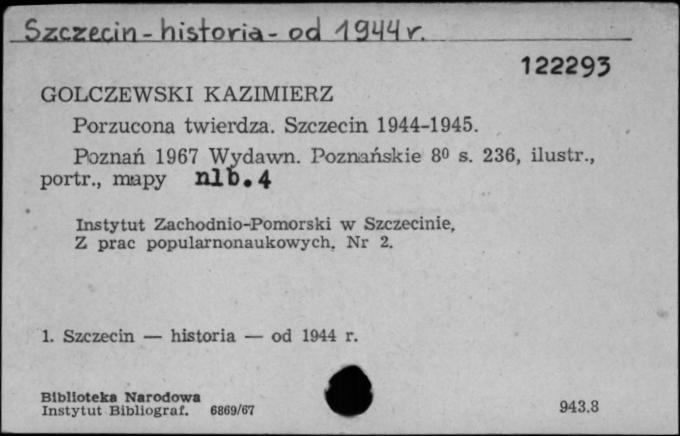 Szczecin - historia - od 1944 r.
122293
GOLCZEWSKI KAZIMIERZ
Porzucona twierdza. Szczecin 1944-1945.
Poznań 1967 Wydawn. Poznańskie 8⁰ s. 236, ilustr.,
portr., mapy nlb. 4
Instytut Zachodnio-Pomorski w Szczecinie.
Z prac popularnonaukowych. Nr 2.
1. Szczecin — historia — od 1944 r.
Biblioteka Narodowa
Instytut Bibliograf. 6869/67
943.8